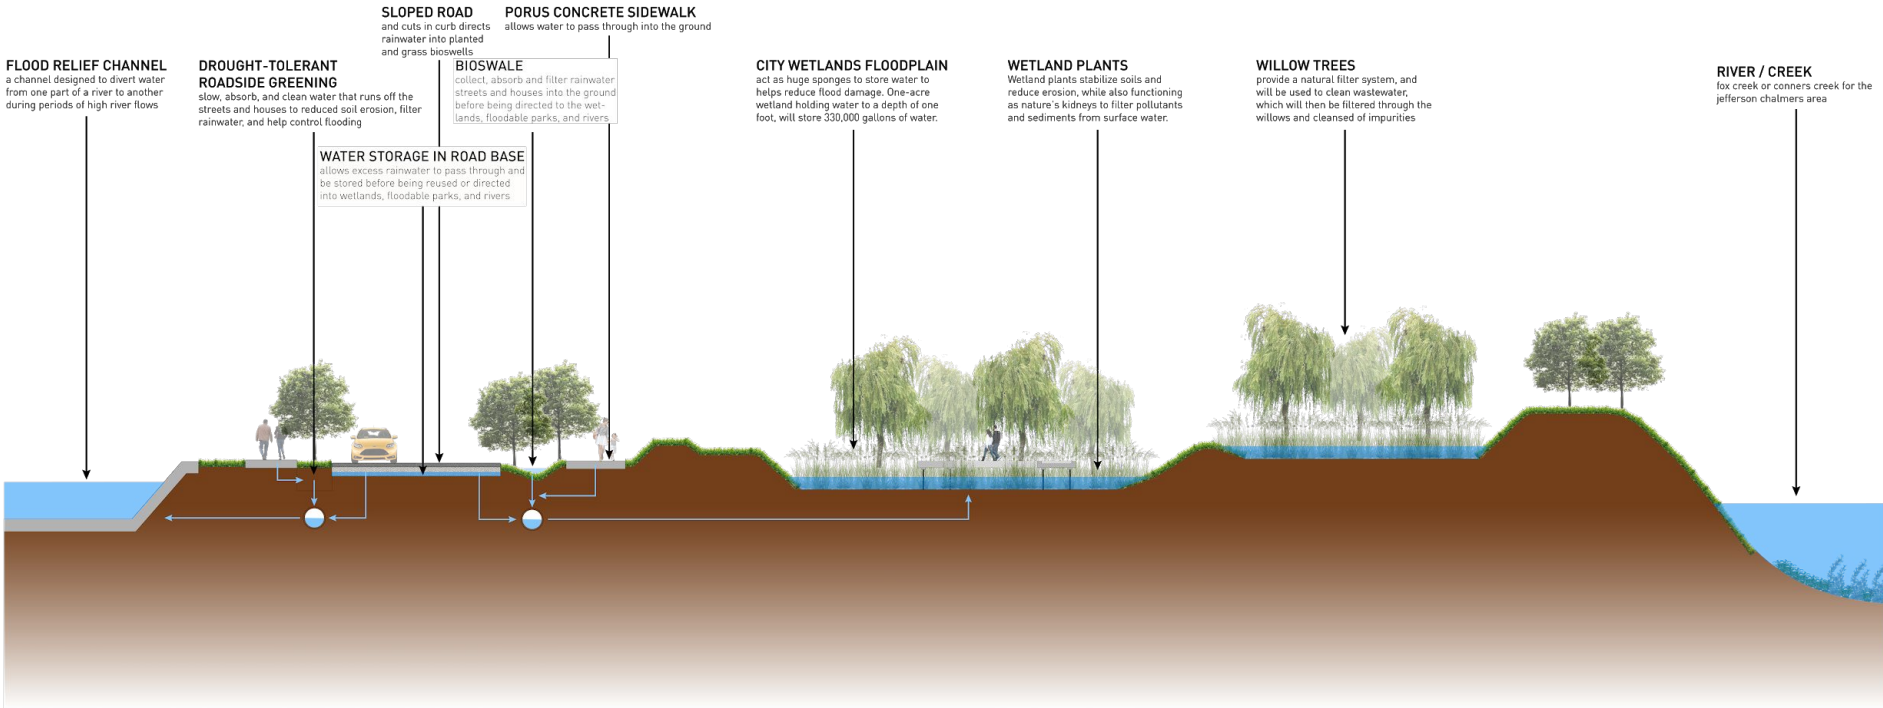 FLOOD RELIEF CHANNEL
a channel designed to divert water
from one part of a river to another
during periods of high river flows
DROUGHT-TOLERANT
ROADSIDE GREENING
slow, absorb, and clean water that runs off the
streets and houses to reduced soil erosion, filter
rainwater, and help control flooding
SLOPED ROAD
and cuts in curb directs
rainwater into planted
and grass bioswells
PORUS CONCRETE SIDEWALK
allows water to pass through into the ground
BIOSWALE
collect, absorb and filter rainwater
streets and houses into the ground
before being directed to the wet-
lands, floodable parks, and rivers
WATER STORAGE IN ROAD BASE
allows excess rainwater to pass through and
be stored before being reused or directed
into wetlands, floodable parks, and rivers
CITY WETLANDS FLOODPLAIN
act as huge sponges to store water to
helps reduce flood damage. One-acre
wetland holding water to a depth of one
foot, will store 330,000 gallons of water.
WETLAND PLANTS
Wetland plants stabilize soils and
reduce erosion, while also functioning
as nature's kidneys to filter pollutants
and sediments from surface water.
WILLOW TREES
provide a natural filter system, and
will be used to clean wastewater,
which will then be filtered through the
willows and cleansed of impurities
RIVER / CREEK
fox creek or conners creek for the
jefferson chalmers area